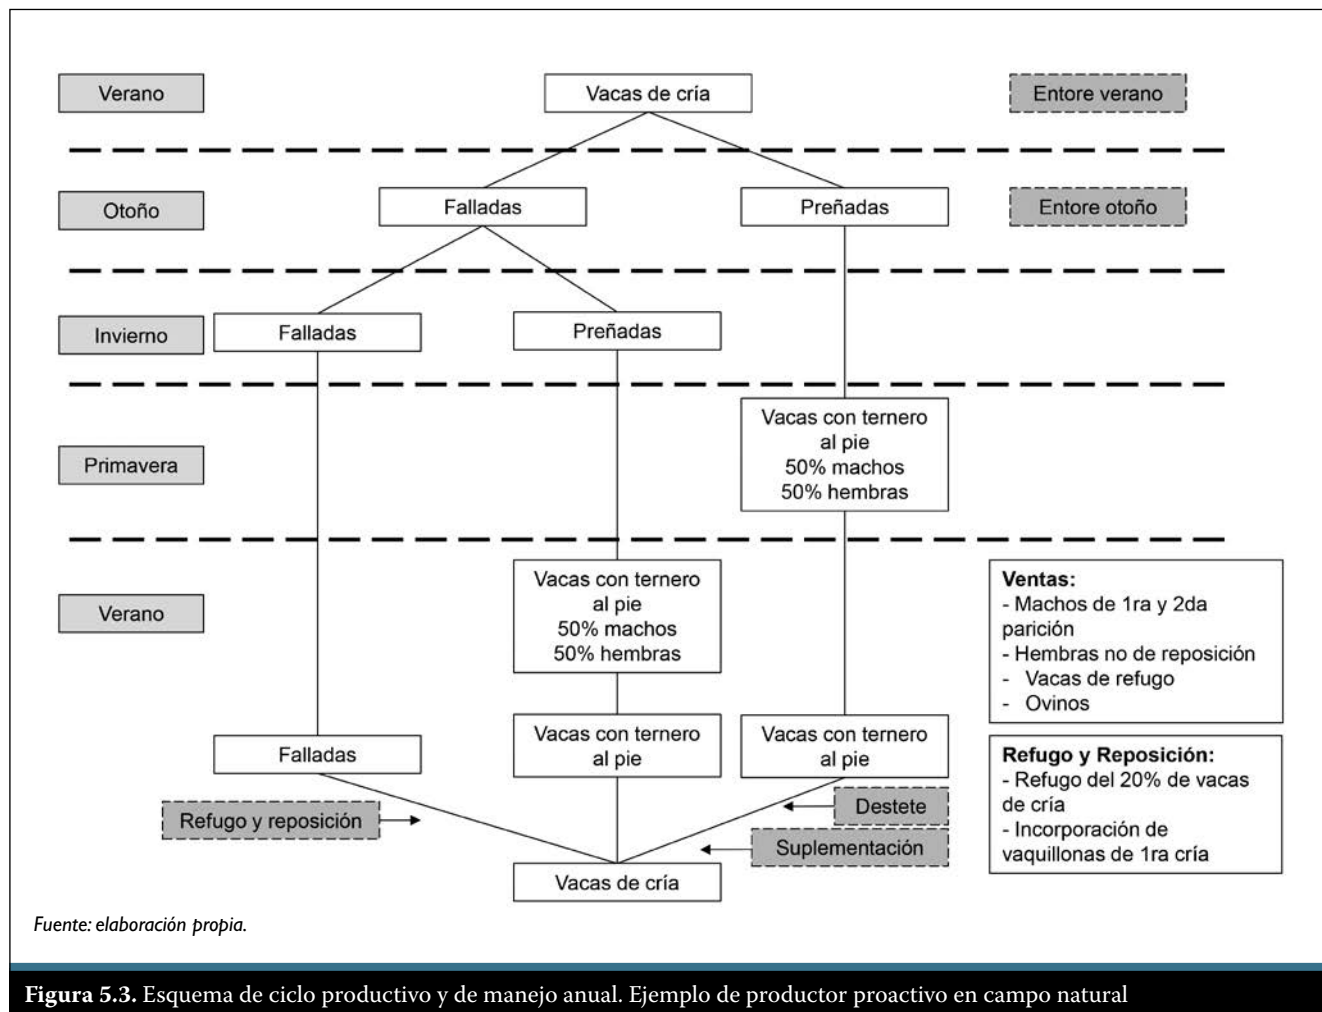 Verano
Vacas de cría
Entore verano
Otoño
Falladas
Preñadas
Entore otoño
Invierno
Falladas
Preñadas
Primavera
Vacas con ternero
al pie
50% machos
50% hembras
Verano
Vacas con ternero
al pie
50% machos
50% hembras
Ventas:
- Machos de 1ra y 2da
parición
- Hembras no de reposición
- Vacas de refugo
- Ovinos
Falladas
Vacas con ternero
al pie
Vacas con ternero
al pie
Refugo y Reposición:
- Refugo del 20% de vacas
de cría
- Incorporación de
vaquillonas de 1ra cría
Refugo y reposición
Destete
Suplementación
Vacas de cría
Fuente: elaboración propia.
Figura 5.3. Esquema de ciclo productivo y de manejo anual. Ejemplo de productor proactivo en campo natural